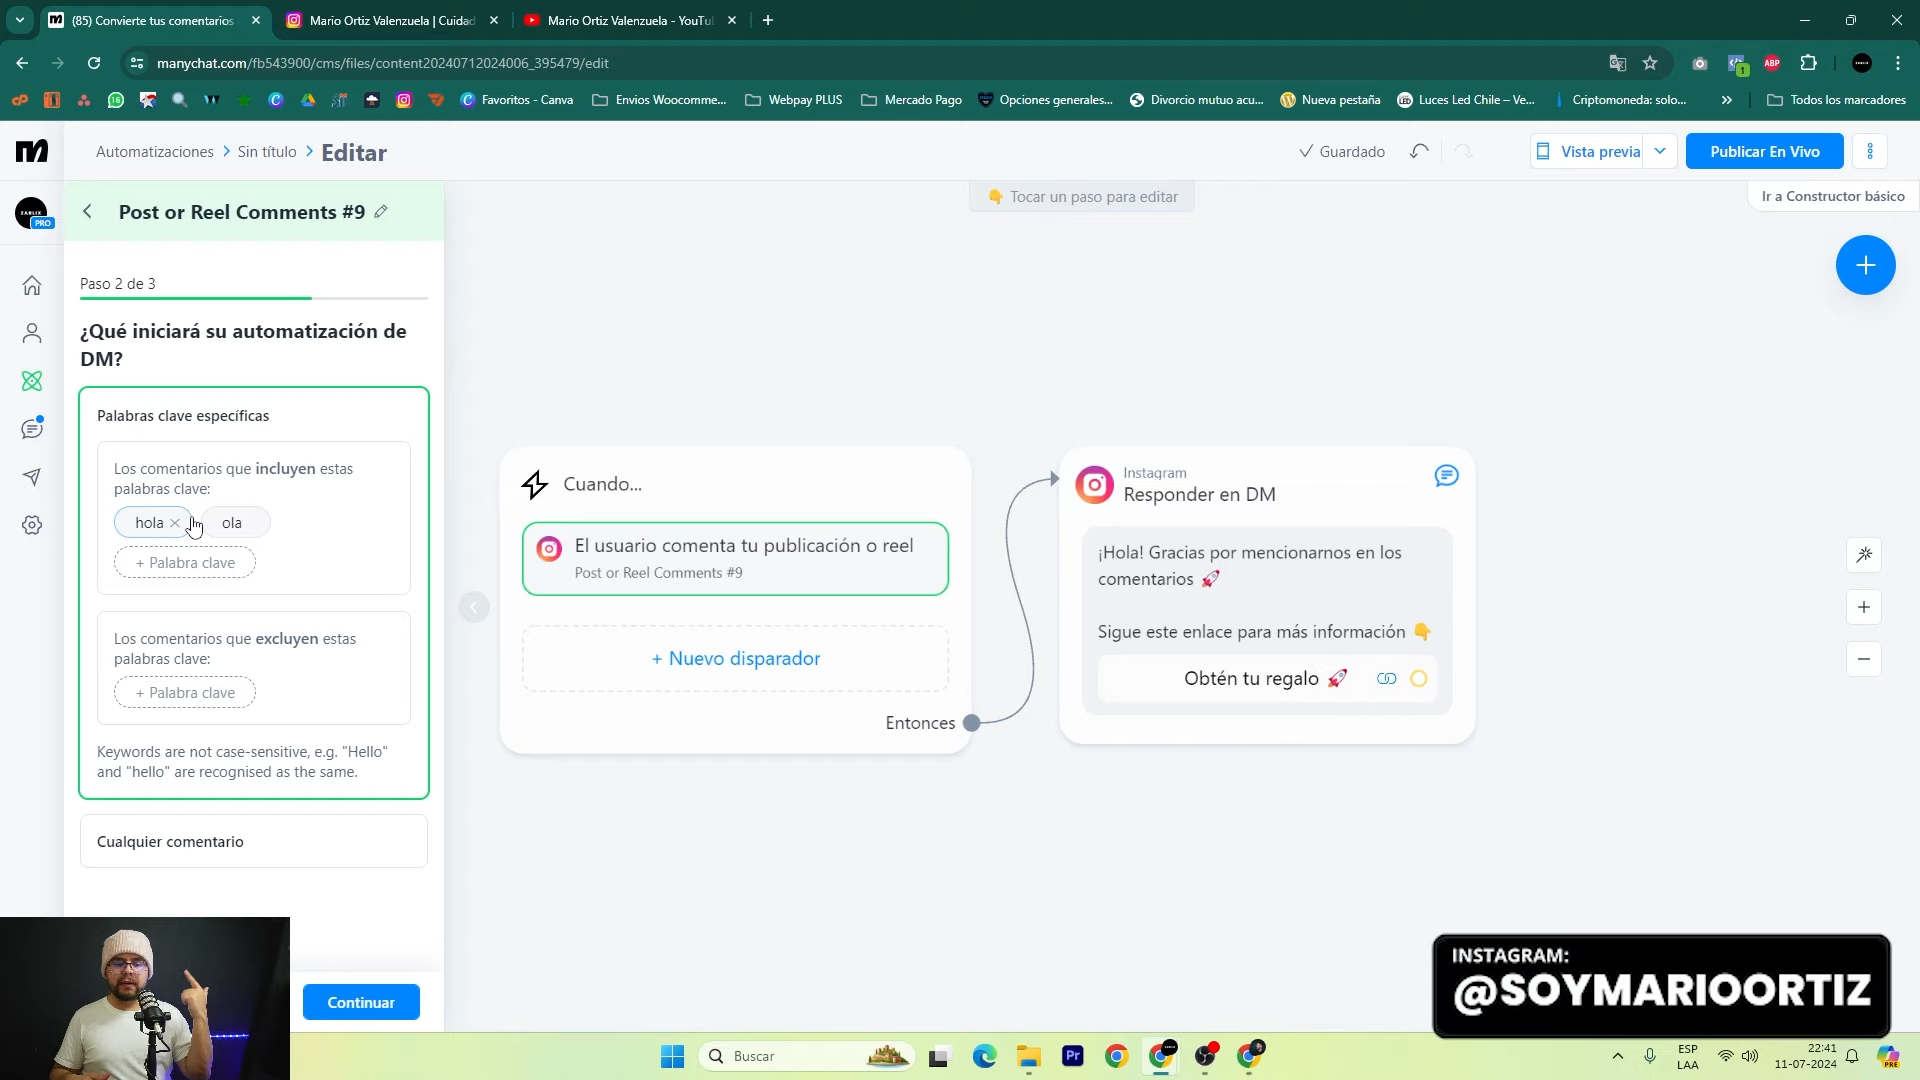 (85) Convierte tus comentarios
Mario Ortiz Valenzuela | Cuidad
Mario Ortiz Valenzuela - YouTu
manychat.com/fb543900/cms/files/content20240712024006_395479/edit
1
ABP
16
Favoritos - Canva
Envios Woocomme...
Webpay PLUS
Mercado Pago
Opciones generales...
Divorcio mutuo acu...
Nueva pestaña
Luces Led Chile – Ve...
Criptomoneda: solo...
Todos los marcadores
Automatizaciones
Sin título
Editar
Guardado
Vista previa
Publicar En Vivo
PRO
Post or Reel Comments #9
👇 Tocar un paso para editar
Ir a Constructor básico
Paso 2 de 3
¿Qué iniciará su automatización de
DM?
Palabras clave específicas
Los comentarios que incluyen estas
palabras clave:
hola
ola
+ Palabra clave
Los comentarios que excluyen estas
palabras clave:
+ Palabra clave
Keywords are not case-sensitive, e.g. "Hello"
and "hello" are recognised as the same.
Cualquier comentario
Continuar
Cuando...
El usuario comenta tu publicación o reel
Post or Reel Comments #9
+ Nuevo disparador
Entonces
Instagram
Responder en DM
¡Hola! Gracias por mencionarnos en los
comentarios 🚀
Sigue este enlace para más información 👇
Obtén tu regalo 🚀
INSTAGRAM:
@SOYMARIOORTIZ
Buscar
Pr
ESP
LAA
22:41
11-07-2024
PRE